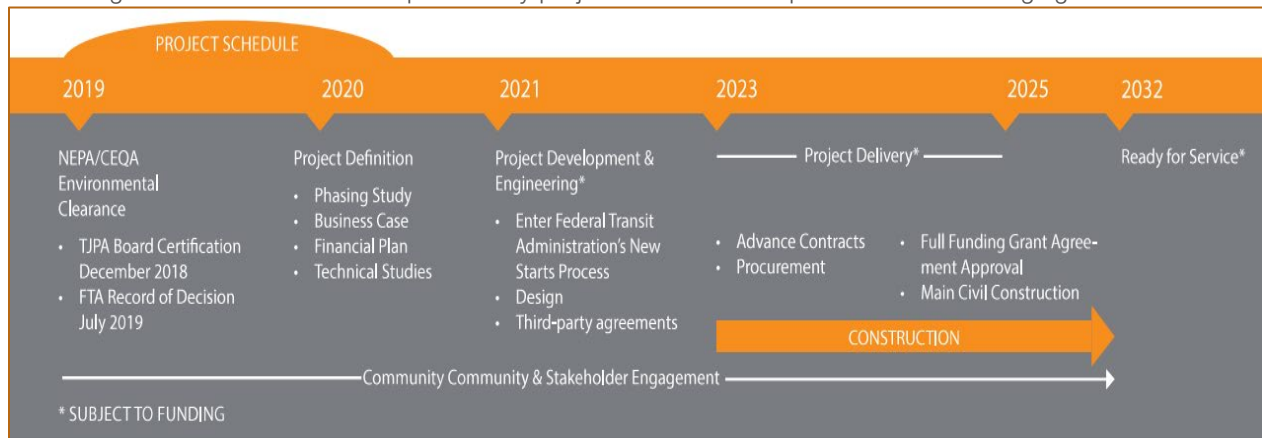 PROJECT SCHEDULE
2019
2020
2021
2023
2025
2032
NEPA/CEQA
Environmental
Clearance
• TJPA Board Certification
December 2018
• FTA Record of Decision
July 2019
Project Definition
• Phasing Study
• Business Case
• Financial Plan
• Technical Studies
Project Development &
Engineering*
• Enter Federal Transit
Administration's New
Starts Process
• Design
• Third-party agreements
Project Delivery*
• Advance Contracts
• Procurement
• Full Funding Grant Agree-
ment Approval
• Main Civil Construction
Ready for Service*
CONSTRUCTION
Community Community & Stakeholder Engagement
* SUBJECT TO FUNDING